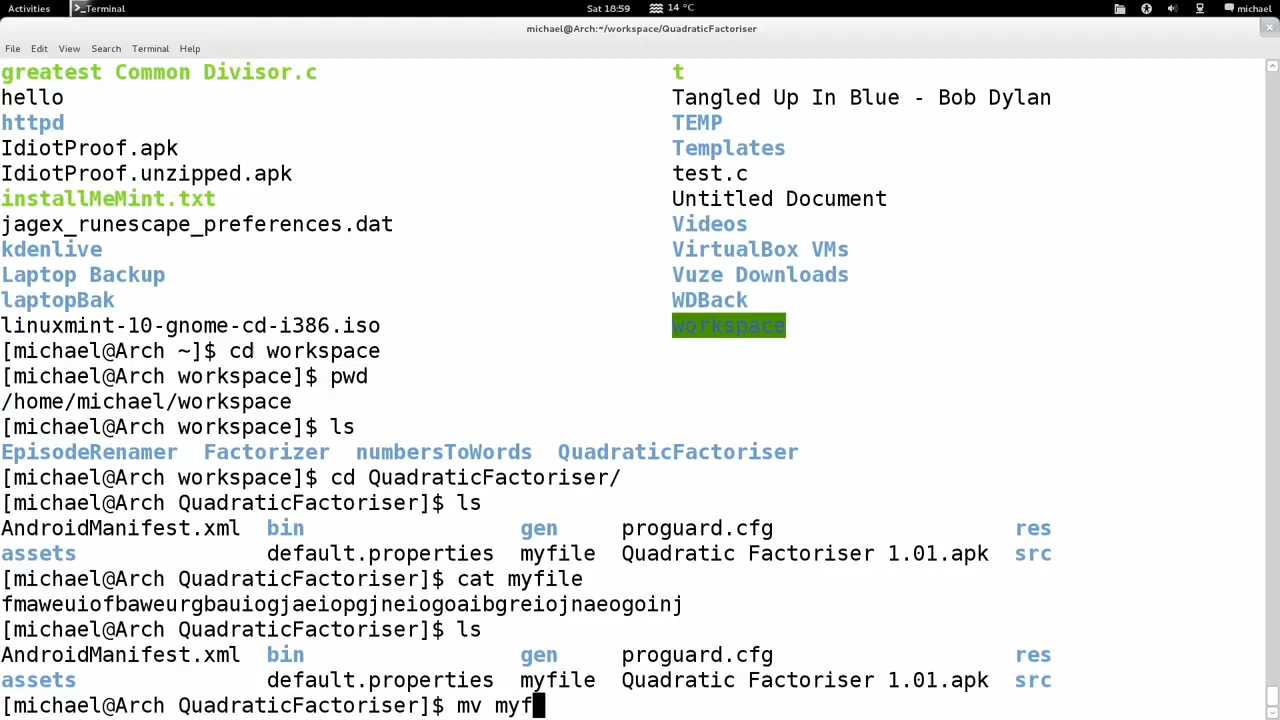 Activities Terminal Sat 18:59 14 °C michael
michael@Arch:~/workspace/QuadraticFactoriser
File Edit View Search Terminal Help
greatest Common Divisor.c t
hello Tangled Up In Blue - Bob Dylan
httpd TEMP
IdiotProof.apk Templates
IdiotProof.unzipped.apk test.c
installMeMint.txt Untitled Document
jagex_runescape_preferences.dat Videos
kdenlive VirtualBox VMs
Laptop Backup Vuze Downloads
laptopBak WDBack
linuxmint-10-gnome-cd-i386.iso workspace
[michael@Arch ~]$ cd workspace
[michael@Arch workspace]$ pwd
/home/michael/workspace
[michael@Arch workspace]$ ls
EpisodeRenamer Factorizer numbersToWords QuadraticFactoriser
[michael@Arch workspace]$ cd QuadraticFactoriser/
[michael@Arch QuadraticFactoriser]$ ls
AndroidManifest.xml bin gen proguard.cfg res
assets default.properties myfile Quadratic Factoriser 1.01.apk src
[michael@Arch QuadraticFactoriser]$ cat myfile
fmaweuiofbaweurgbauiogjaeiopgjneiogoaibgreiojnaeogoinj
[michael@Arch QuadraticFactoriser]$ ls
AndroidManifest.xml bin gen proguard.cfg res
assets default.properties myfile Quadratic Factoriser 1.01.apk src
[michael@Arch QuadraticFactoriser]$ mv myf